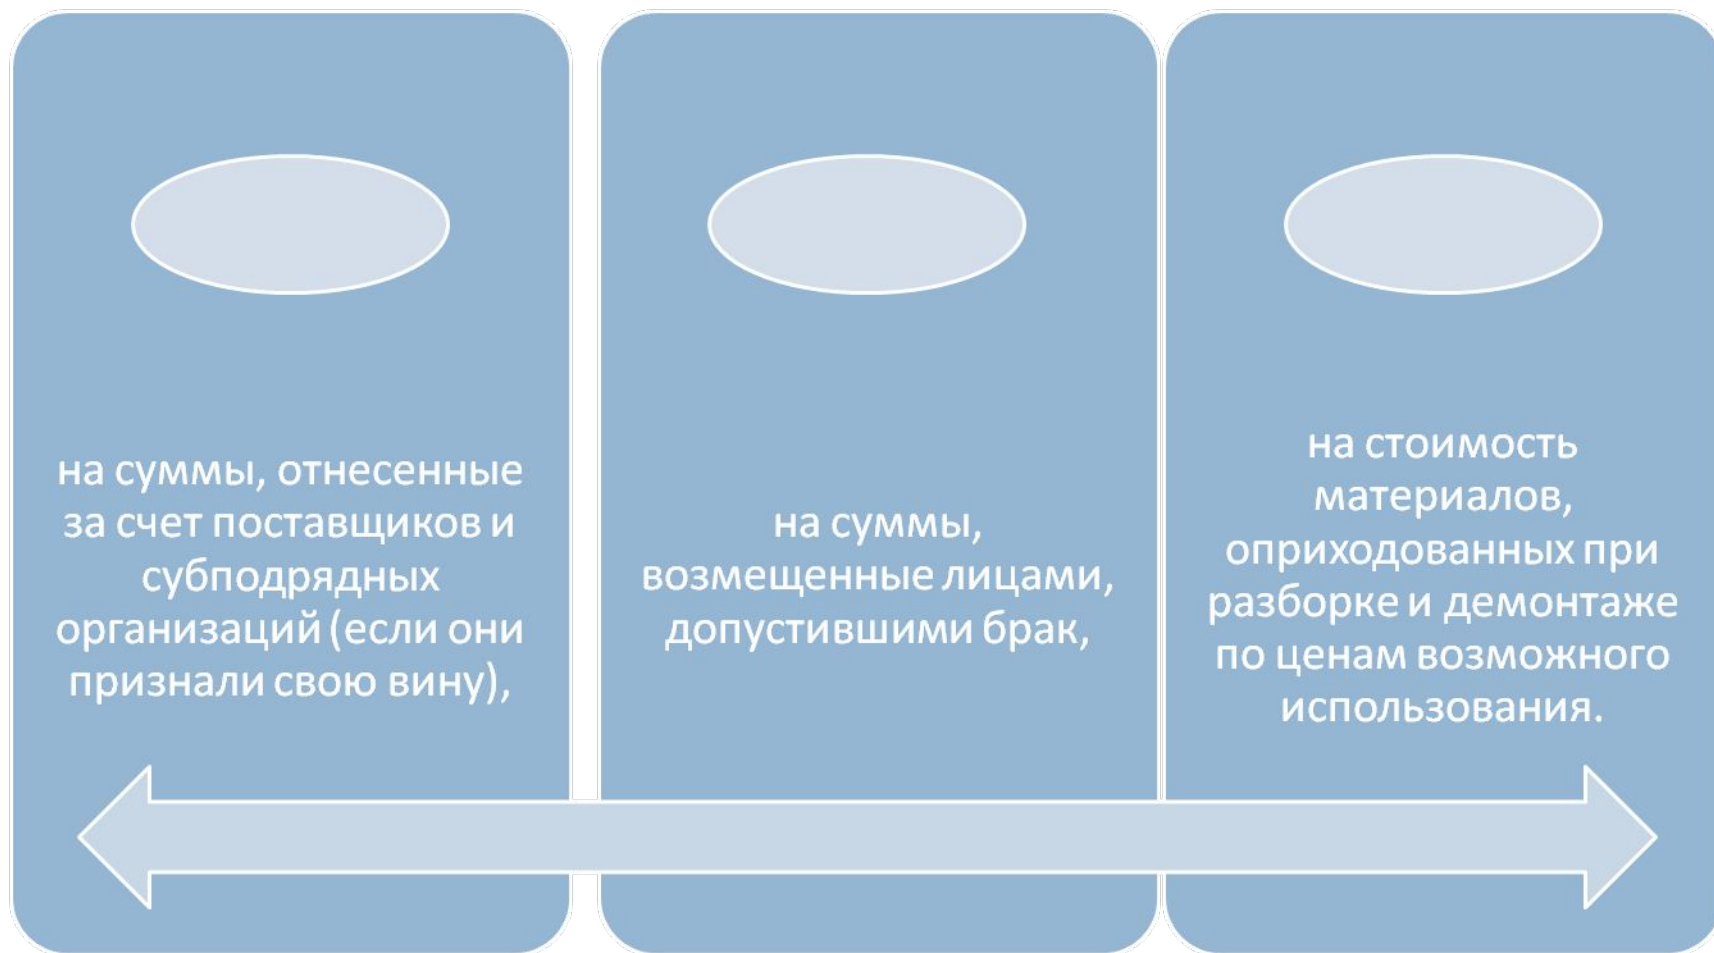 на суммы, отнесенные
за счет поставщиков и
субподрядных
организаций (если они
признали свою вину),
на суммы,
возмещенные лицами,
допустившими брак,
на стоимость
материалов,
оприходованных при
разборке и демонтаже
по ценам возможного
использования.